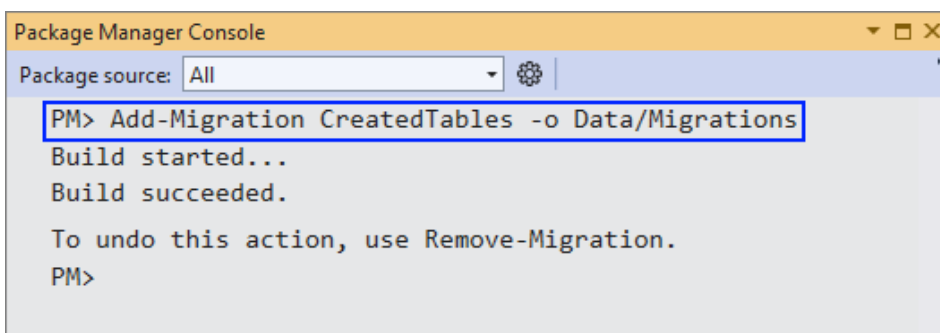 Package Manager Console
Package source: All
PM> Add-Migration CreatedTables -o Data/Migrations
Build started...
Build succeeded.
To undo this action, use Remove-Migration.
PM>